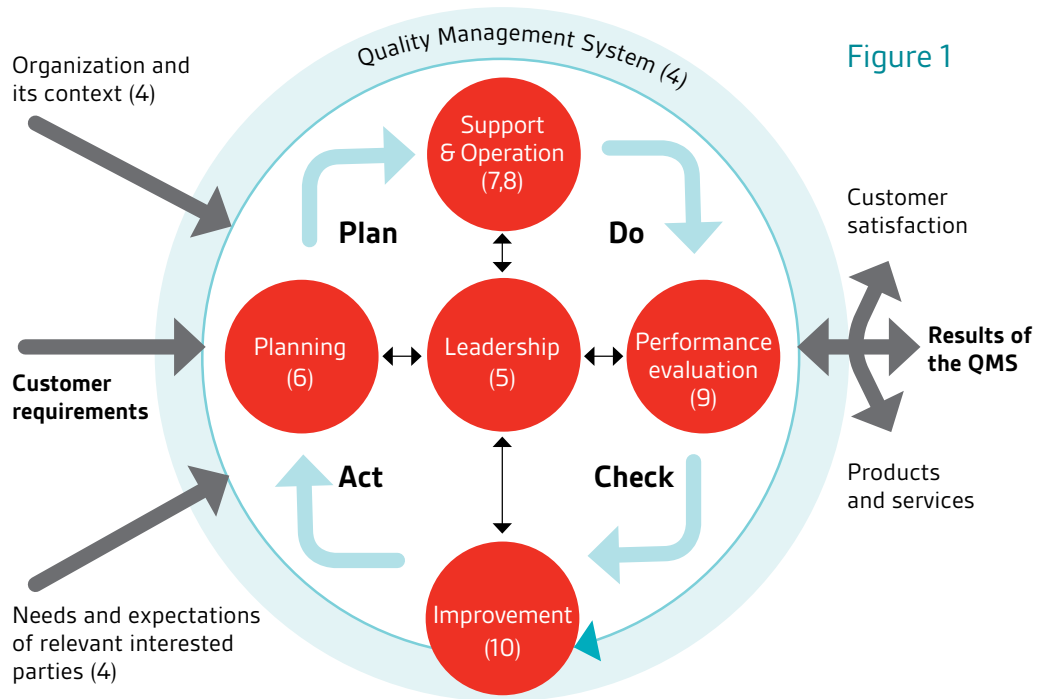 Quality Management System (4)
Figure 1
Organization and
its context (4)
Support
& Operation
(7,8)
Customer
satisfaction
Plan
Do
Planning
(6)
Leadership
(5)
Performance
evaluation
(9)
Results of
the QMS
Customer
requirements
Act
Check
Products
and services
Improvement
(10)
Needs and expectations
of relevant interested
parties (4)